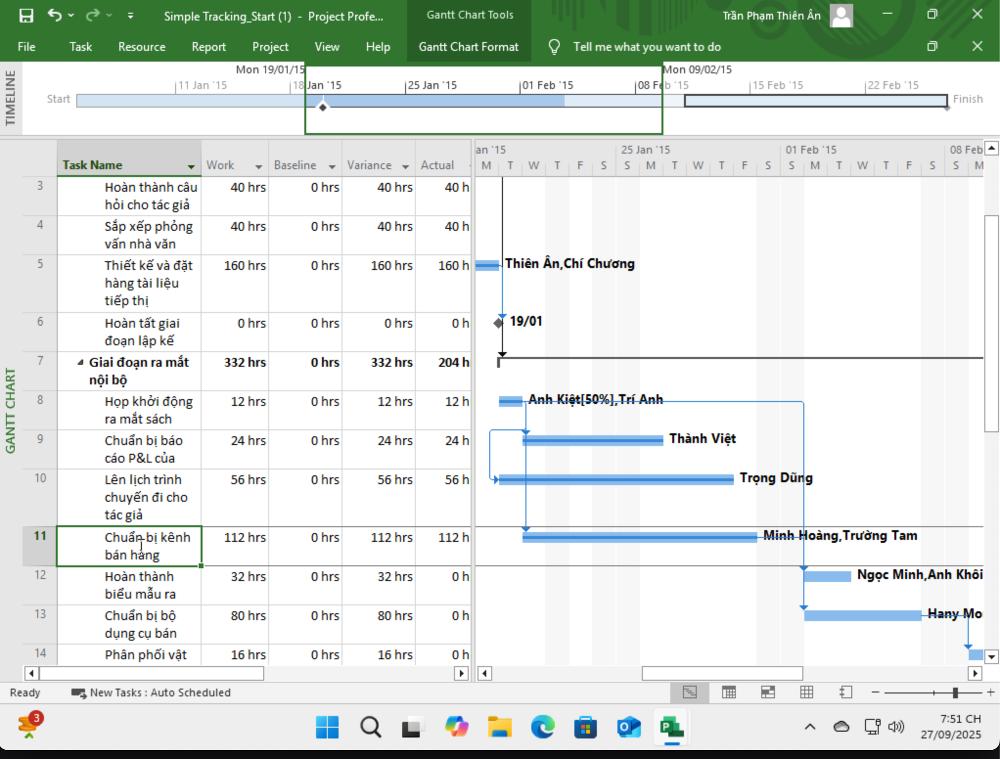 Simple Tracking_Start (1) - Project Profe...
Gantt Chart Tools
Trần Phạm Thiên Ân
File Task Resource Report Project View Help Gantt Chart Format Tell me what you want to do
TIMELINE
Mon 19/01/15
Mon 09/02/15
11 Jan '15 18 Jan '15 25 Jan '15 01 Feb '15 08 Feb '15 15 Feb '15 22 Feb '15
Start
Finish
GANTT CHART
an '15 25 Jan '15 01 Feb '15 08 Feb
Task Name Work Baseline Variance Actual
M T W T F S S M T W T F S S M T W T F S S M
3 Hoàn thành câu 40 hrs 0 hrs 40 hrs 40 h
hỏi cho tác giả
4 Sắp xếp phỏng 40 hrs 0 hrs 40 hrs 40 h
vấn nhà văn
5 Thiết kế và đặt 160 hrs 0 hrs 160 hrs 160 h Thiên Ân,Chí Chương
hàng tài liệu
tiếp thị
6 Hoàn tất giai 0 hrs 0 hrs 0 hrs 0 h 19/01
đoạn lập kế
7 Giai đoạn ra mắt 332 hrs 0 hrs 332 hrs 204 h
nội bộ
8 Họp khởi động 12 hrs 0 hrs 12 hrs 12 h Anh Kiệt[50%],Trí Anh
ra mắt sách
9 Chuẩn bị báo 24 hrs 0 hrs 24 hrs 24 h Thành Việt
cáo P&L của
10 Lên lịch trình 56 hrs 0 hrs 56 hrs 56 h Trọng Dũng
chuyến đi cho
tác giả
11 Chuẩn bị kênh 112 hrs 0 hrs 112 hrs 112 h Minh Hoàng,Trường Tam
bán hàng
12 Hoàn thành 32 hrs 0 hrs 32 hrs 0 h Ngọc Minh,Anh Khôi
biểu mẫu ra
13 Chuẩn bị bộ 80 hrs 0 hrs 80 hrs 0 h Hany Mo
dụng cụ bán
14 Phân phối vật 16 hrs 0 hrs 16 hrs 0 h
Ready New Tasks : Auto Scheduled
3
7:51 CH
27/09/2025